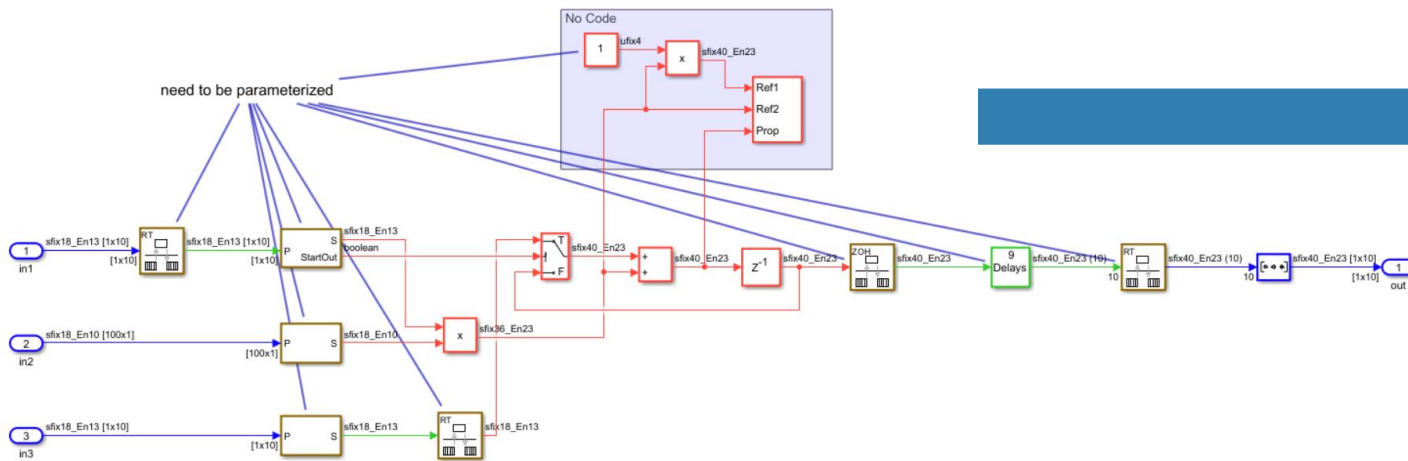 No Code
1
ufix4
x
sfix40_En23
Ref1
Ref2
Prop
need to be parameterized
1
in1
sfix18_En13 [1x10]
[1x10]
RT
sfix18_En13 [1x10]
[1x10]
P
S
StartOut
sfix18_En13
boolean
T
F
sfix40_En23
+
+
sfix40_En23
Z-1
sfix40_En23
ZOH
sfix40_En23
9
Delays
sfix40_En23 (10)
10
RT
sfix40_En23 (10)
10
sfix40_En23 [1x10]
[1x10]
1
out
2
in2
sfix18_En10 [100x1]
[100x1]
P
S
sfix18_En10
x
sfix36_En23
3
in3
sfix18_En13 [1x10]
[1x10]
P
S
sfix18_En13
RT
sfix18_En13